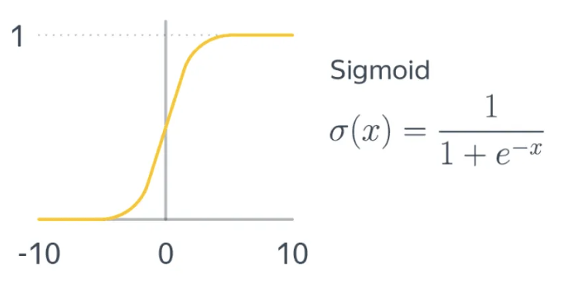 1
Sigmoid
σ(x) = 1 / (1 + e^{-x})
-10 0 10